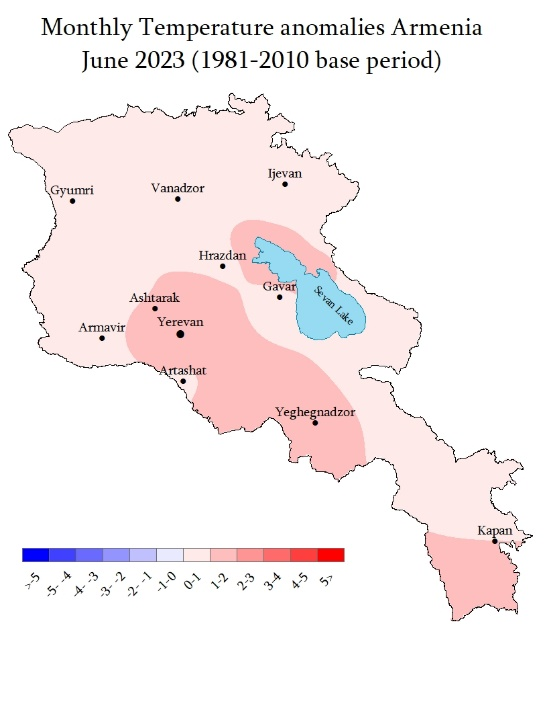 Monthly Temperature anomalies Armenia
June 2023 (1981-2010 base period)
Ijevan
Gyumri
Vanadzor
Hrazdan
Gavar
Sevan Lake
Ashtarak
Yerevan
Armavir
Artashat
Yeghegnadzor
Kapan
>-5
-5--4
-4--3
-3--2
-2--1
-1-0
0-1
1-2
2-3
3-4
4-5
5>